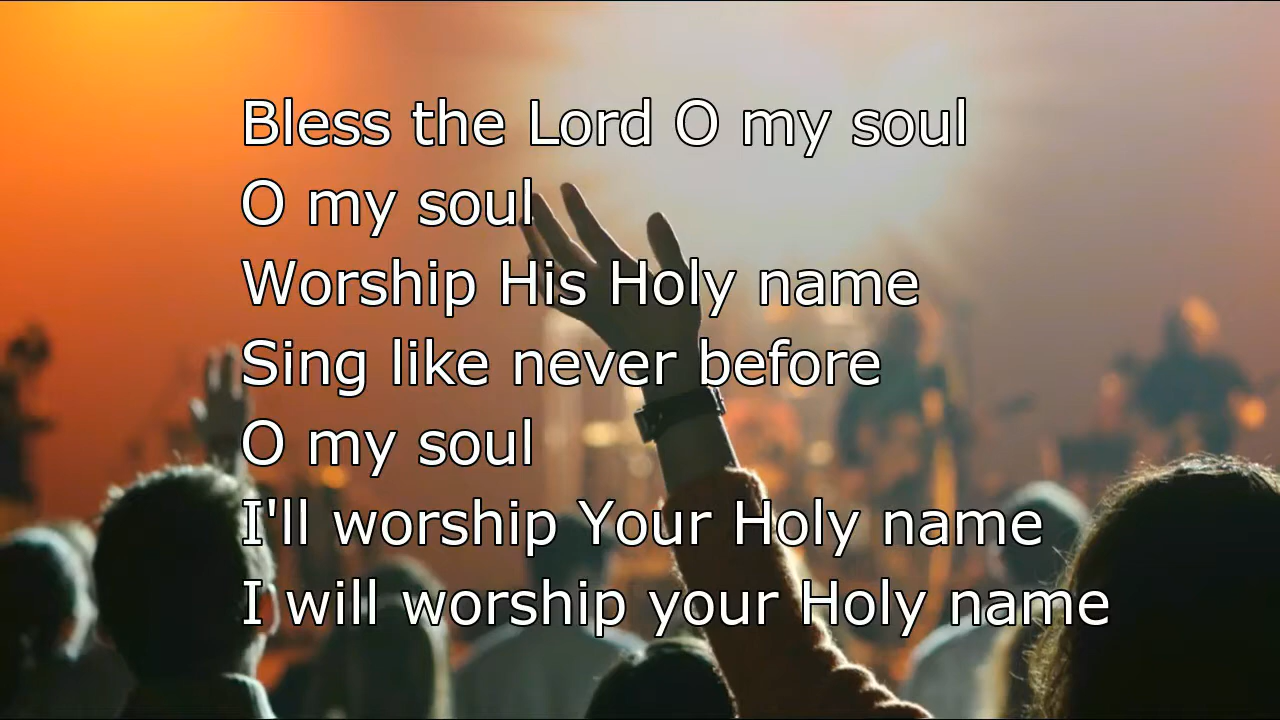 Bless the Lord O my soul
O my soul
Worship His Holy name
Sing like never before
O my soul
I'll worship Your Holy name
I will worship your Holy name